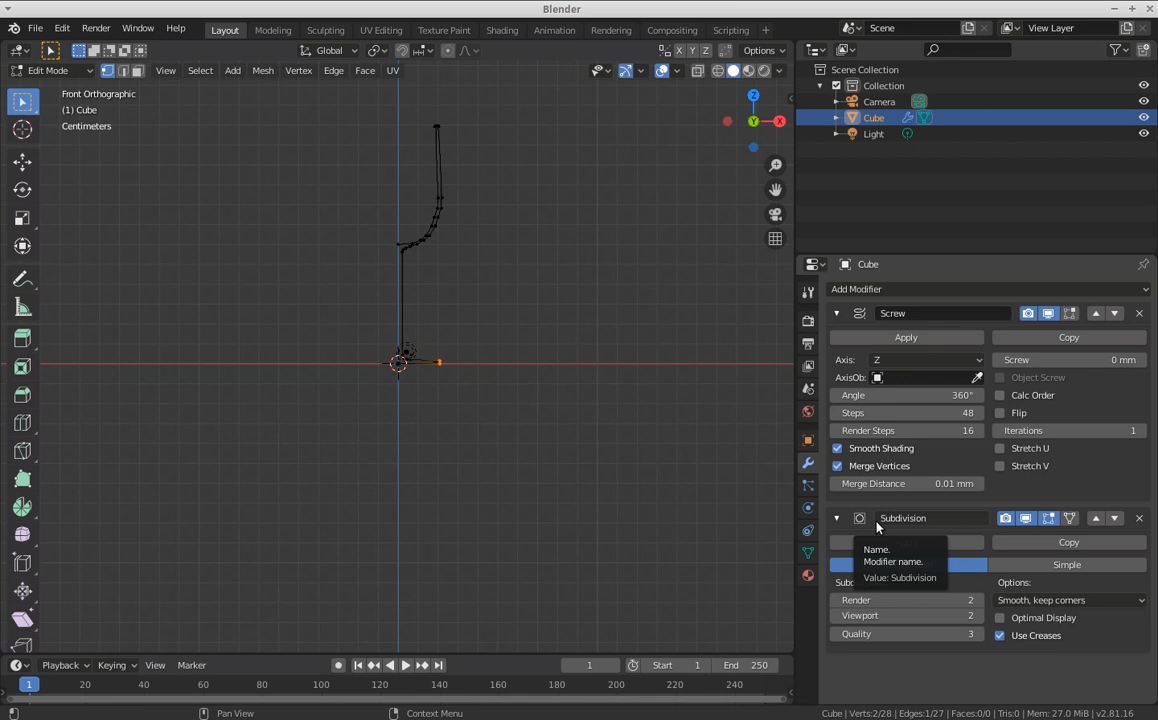 Blender
File Edit Render Window Help Layout Modeling Sculpting UV Editing Texture Paint Shading Animation Rendering Compositing Scripting + Scene View Layer
Global X Y Z Options
Edit Mode View Select Add Mesh Vertex Edge Face UV
Front Orthographic
(1) Cube
Centimeters
Z
Y X
Scene Collection
Collection
Camera
Cube
Light
Cube
Add Modifier
Screw
Apply Copy
Axis: Z Screw 0 mm
AxisOb: Object Screw
Angle 360° Calc Order
Steps 48 Flip
Render Steps 16 Iterations 1
Smooth Shading Stretch U
Merge Vertices Stretch V
Merge Distance 0.01 mm
Subdivision
Copy
Name.
Modifier name.
Value: Subdivision
Simple
Options:
Render 2 Smooth, keep corners
Viewport 2 Optimal Display
Quality 3 Use Creases
Playback Keying View Marker 1 Start 1 End 250
1 20 40 60 80 100 120 140 160 180 200 220 240
Pan View Context Menu Cube | Verts:2/28 | Edges:1/27 | Faces:0/0 | Tris:0 | Mem: 27.0 MiB | v2.81.16